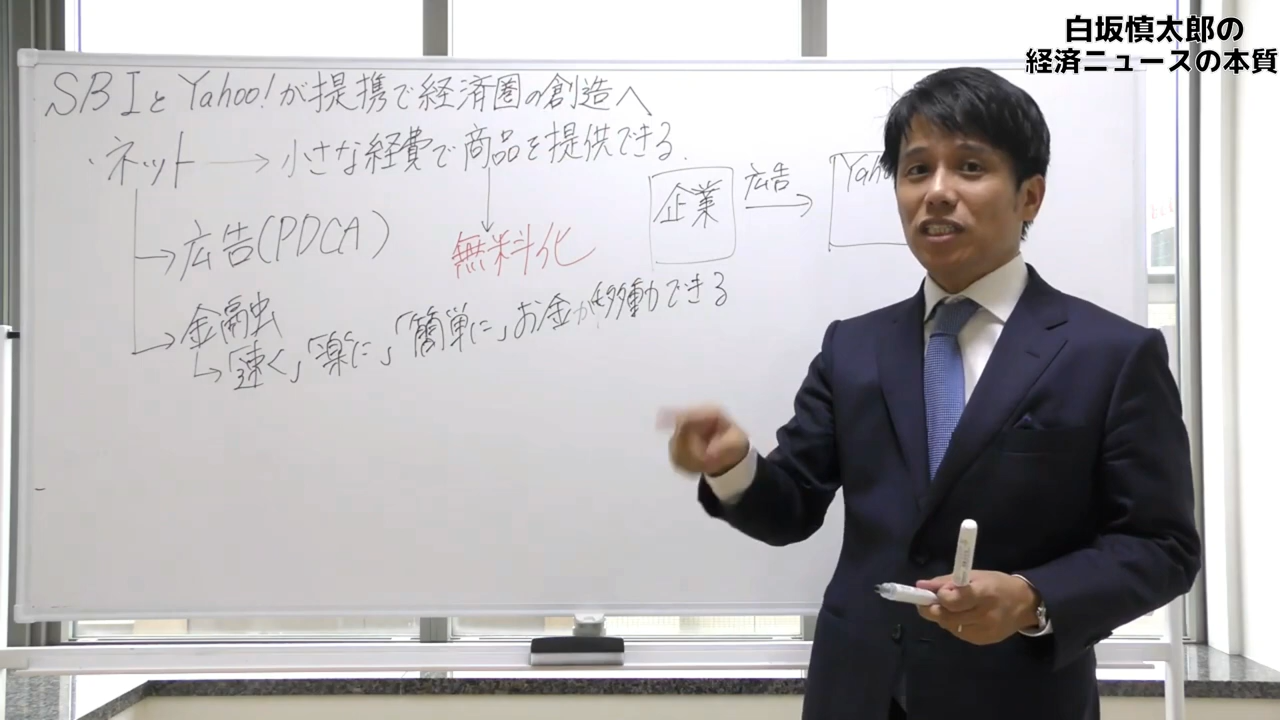 白坂慎太郎の
経済ニュースの本質
SBIとYahoo!が提携で経済圏の創造へ
・ネット → 小さな経費で商品を提供できる.
企業 広告 → Yaho
→ 広告(PDCA) 無料化
→ 金融
↳「速く」「楽に」「簡単に」お金が移動できる